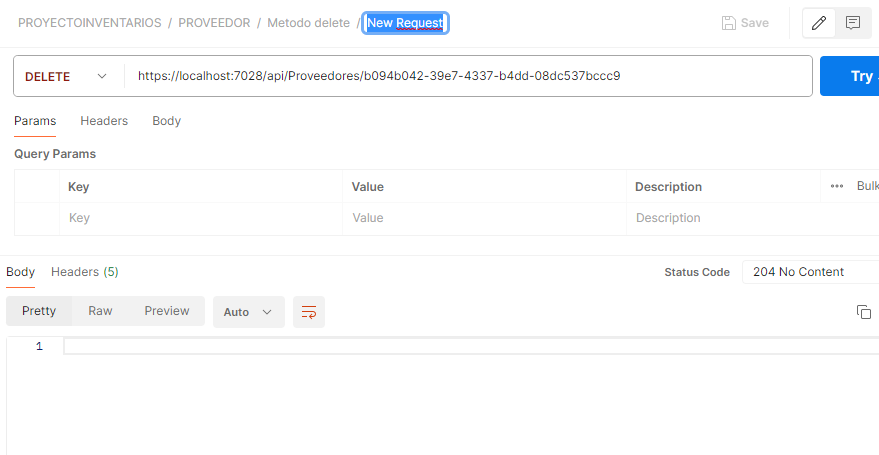 PROYECTOINVENTARIOS / PROVEEDOR / Metodo delete / New Request Save
DELETE https://localhost:7028/api/Proveedores/b094b042-39e7-4337-b4dd-08dc537bccc9 Try
Params Headers Body
Query Params
Key Value Description Bulk
Key Value Description
Body Headers (5) Status Code 204 No Content
Pretty Raw Preview Auto
1